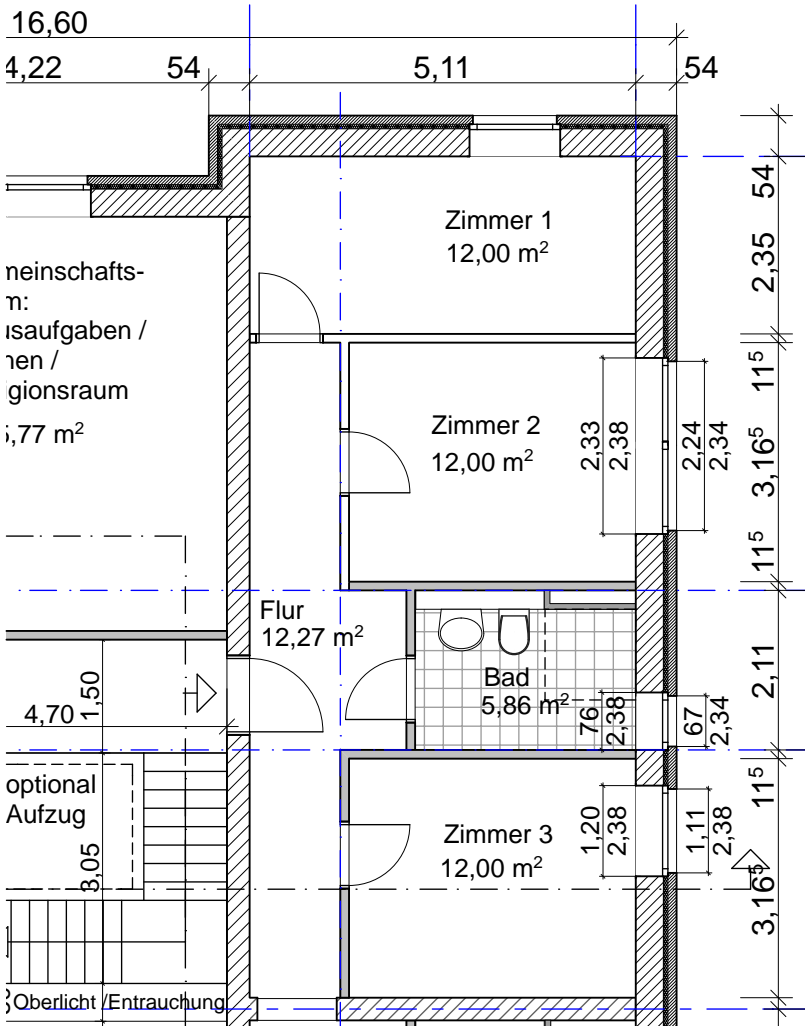 16,60
4,22
54
5,11
54
54
2,35
11⁵
3,16⁵
11⁵
2,11
11⁵
3,16⁵
Zimmer 1
12,00 m²
meinschafts-
m:
usaufgaben /
nen /
igionsraum
5,77 m²
Zimmer 2
12,00 m²
2,33
2,38
2,24
2,34
Flur
12,27 m²
Bad
5,86 m²
76
2,38
67
2,34
4,70
1,50
optional
Aufzug
3,05
Zimmer 3
12,00 m²
1,20
2,38
1,11
2,38
Oberlicht /Entrauchung